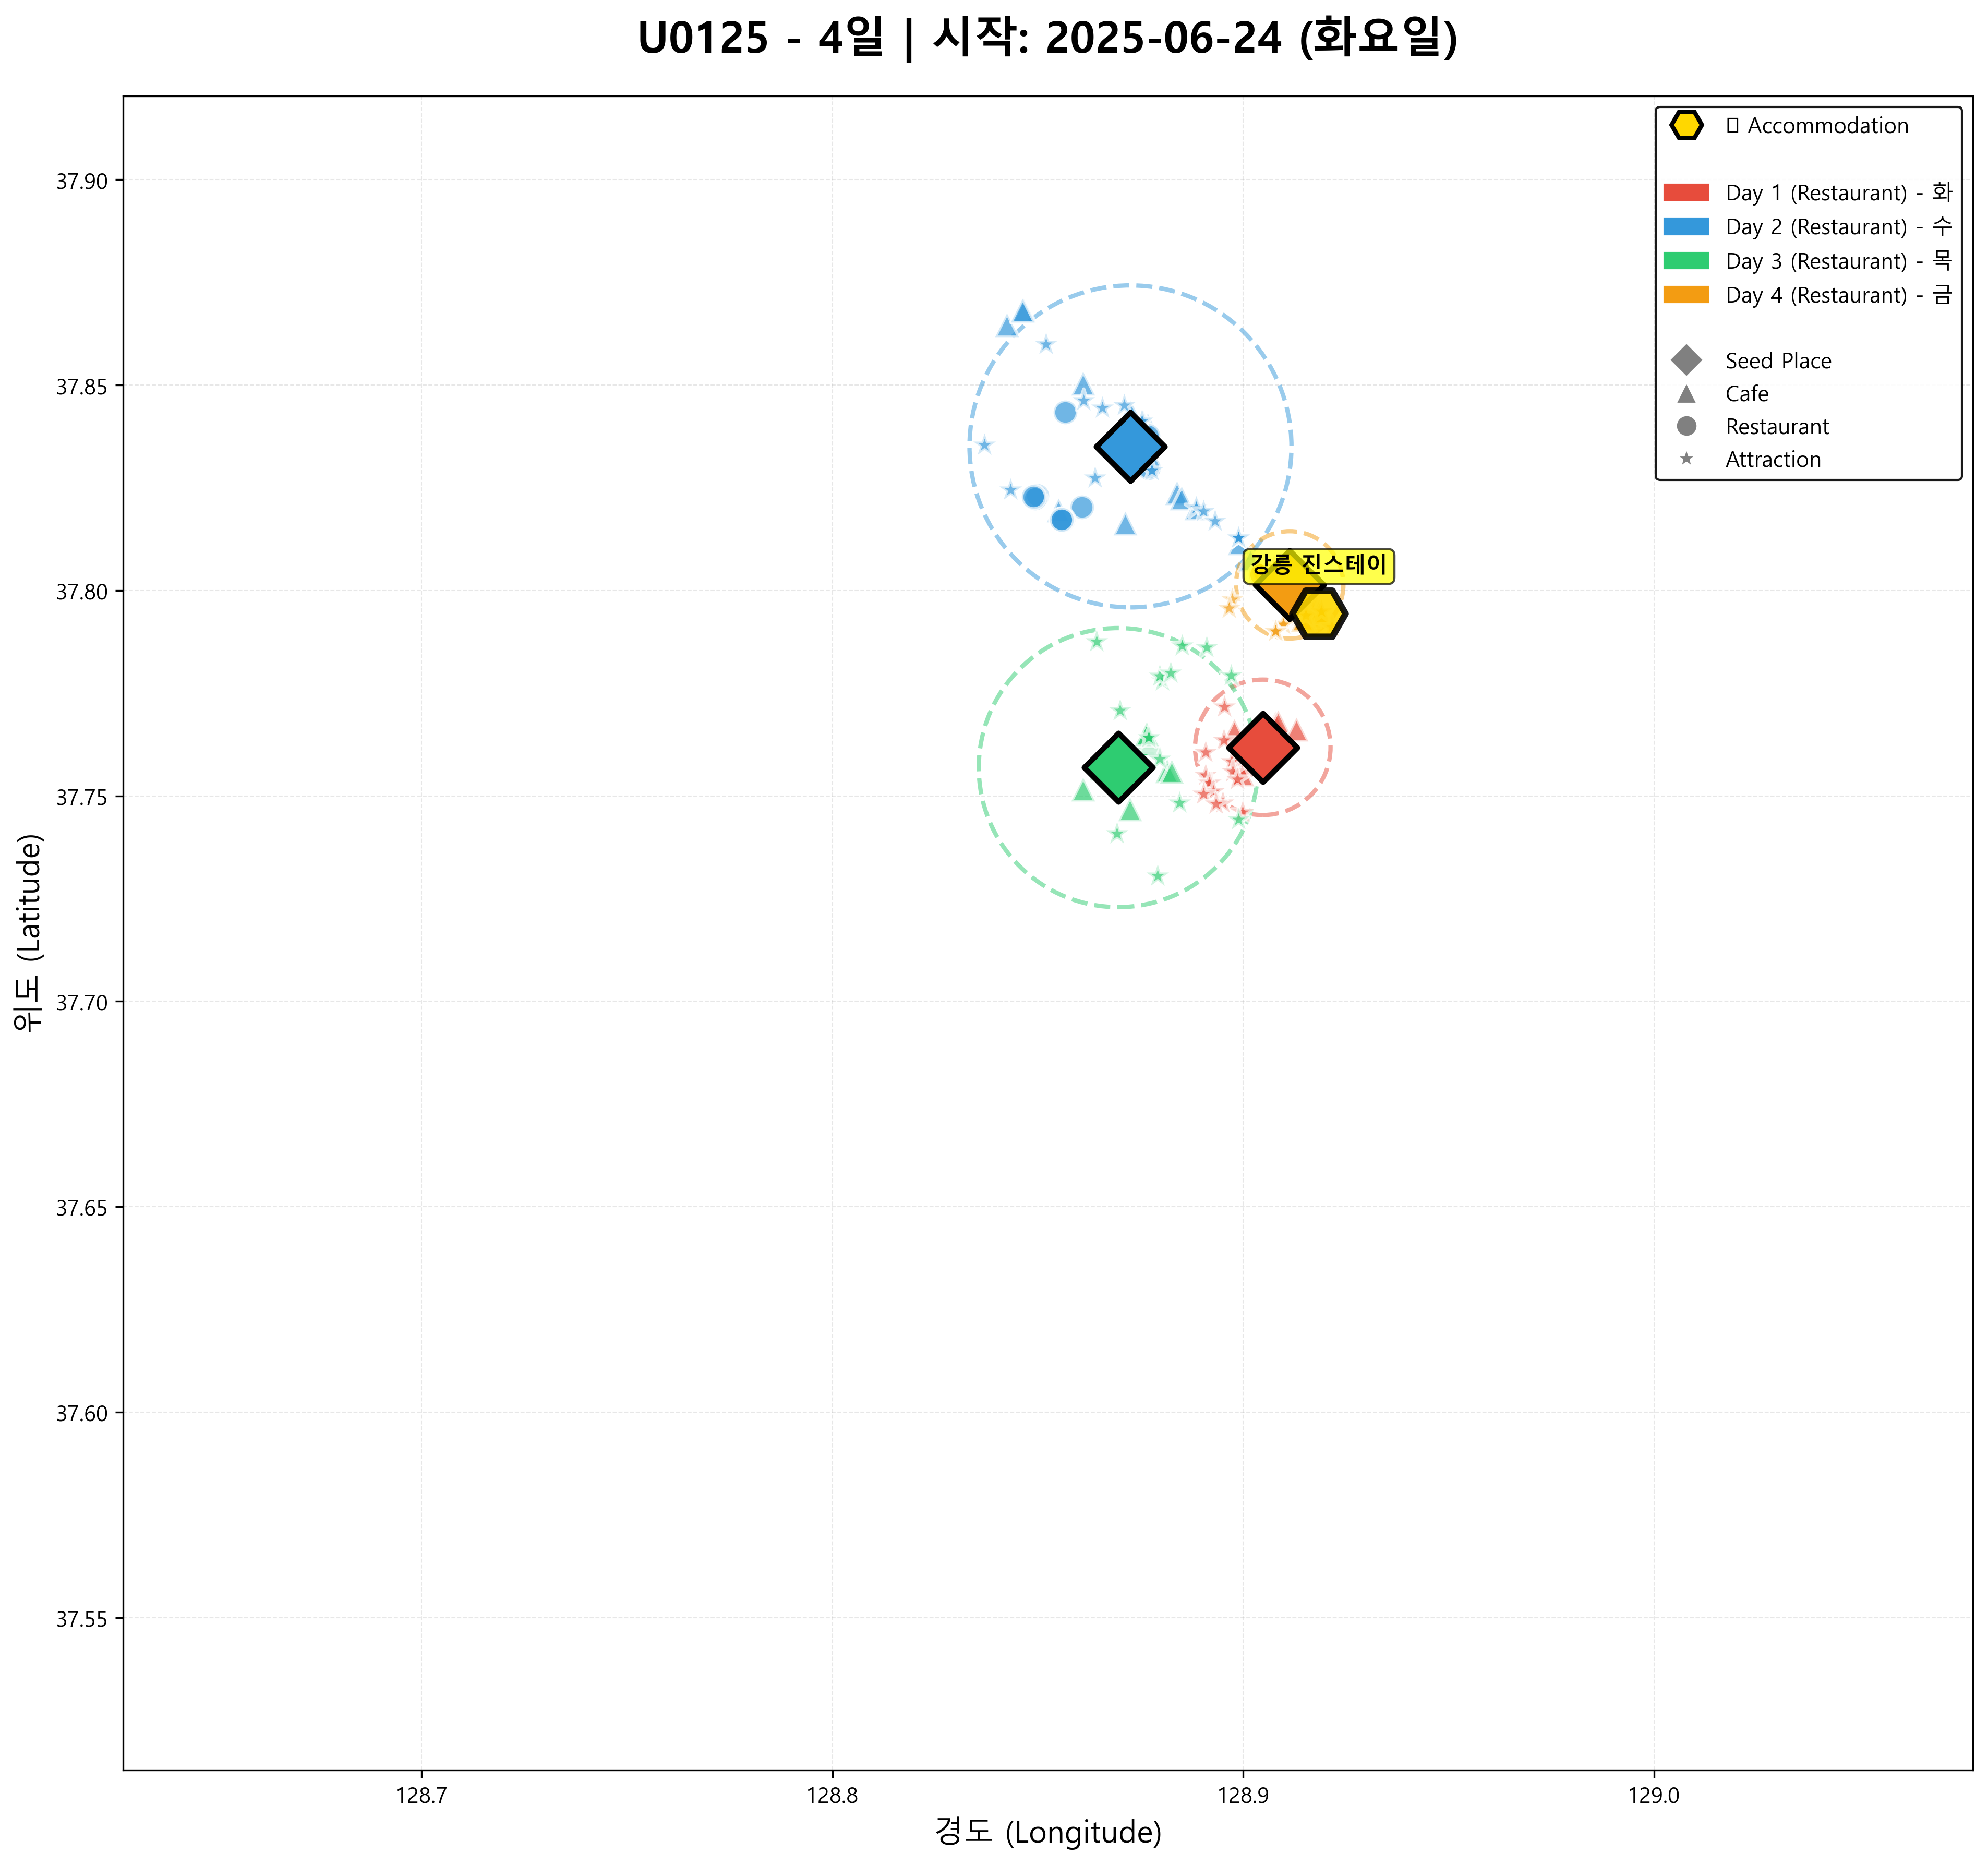 U0125 - 4일 | 시작: 2025-06-24 (화요일)
Accommodation
Day 1 (Restaurant) - 화
Day 2 (Restaurant) - 수
Day 3 (Restaurant) - 목
Day 4 (Restaurant) - 금
Seed Place
Cafe
Restaurant
Attraction
강릉 진스테이
위도 (Latitude)
37.90
37.85
37.80
37.75
37.70
37.65
37.60
37.55
128.7
128.8
128.9
129.0
경도 (Longitude)